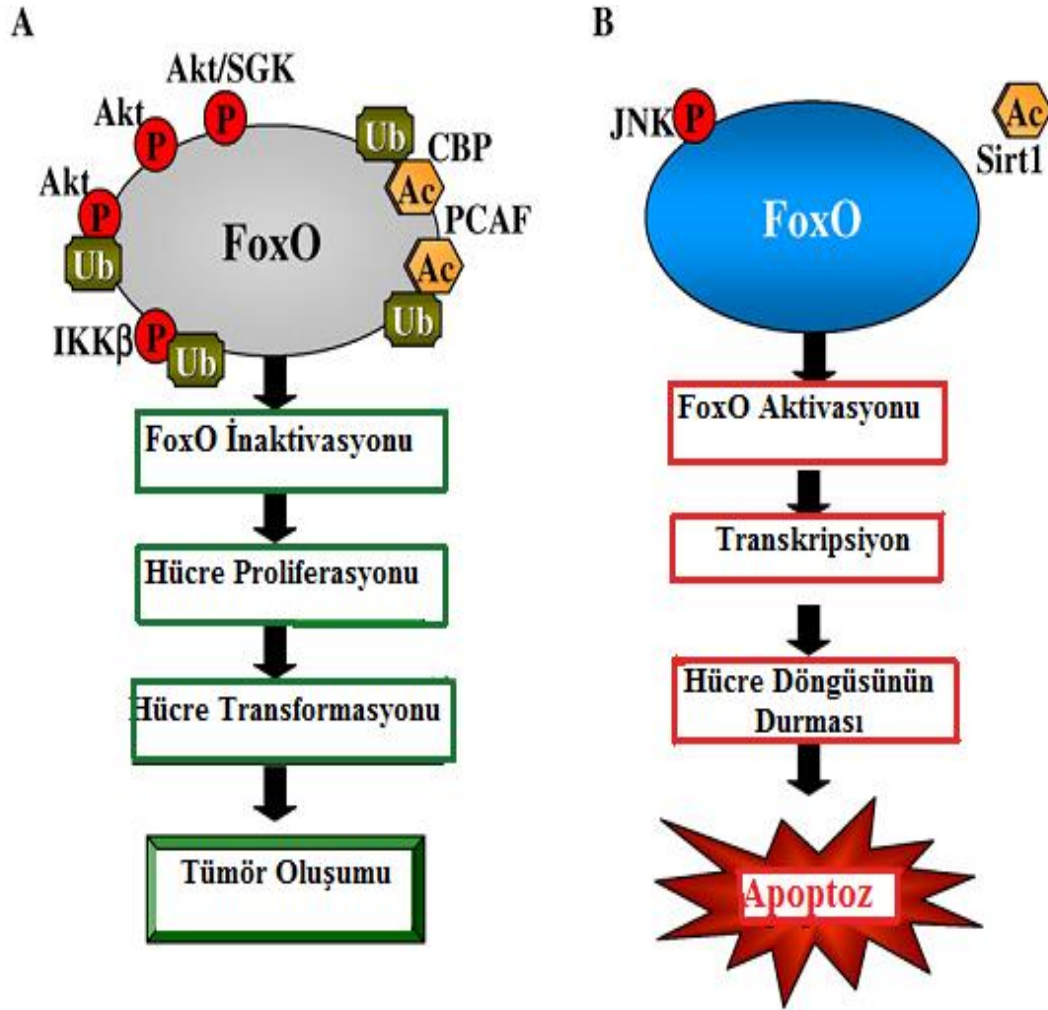 A
Akt/SGK
P
Akt
P
Akt
P
Ub
IKKβ
P
Ub
Ub
CBP
Ac
PCAF
Ac
Ub
FoxO
FoxO İnaktivasyonu
Hücre Proliferasyonu
Hücre Transformasyonu
Tümör Oluşumu
B
JNK
P
Ac
Sirt1
FoxO
FoxO Aktivasyonu
Transkripsiyon
Hücre Döngüsünün
Durması
Apoptoz